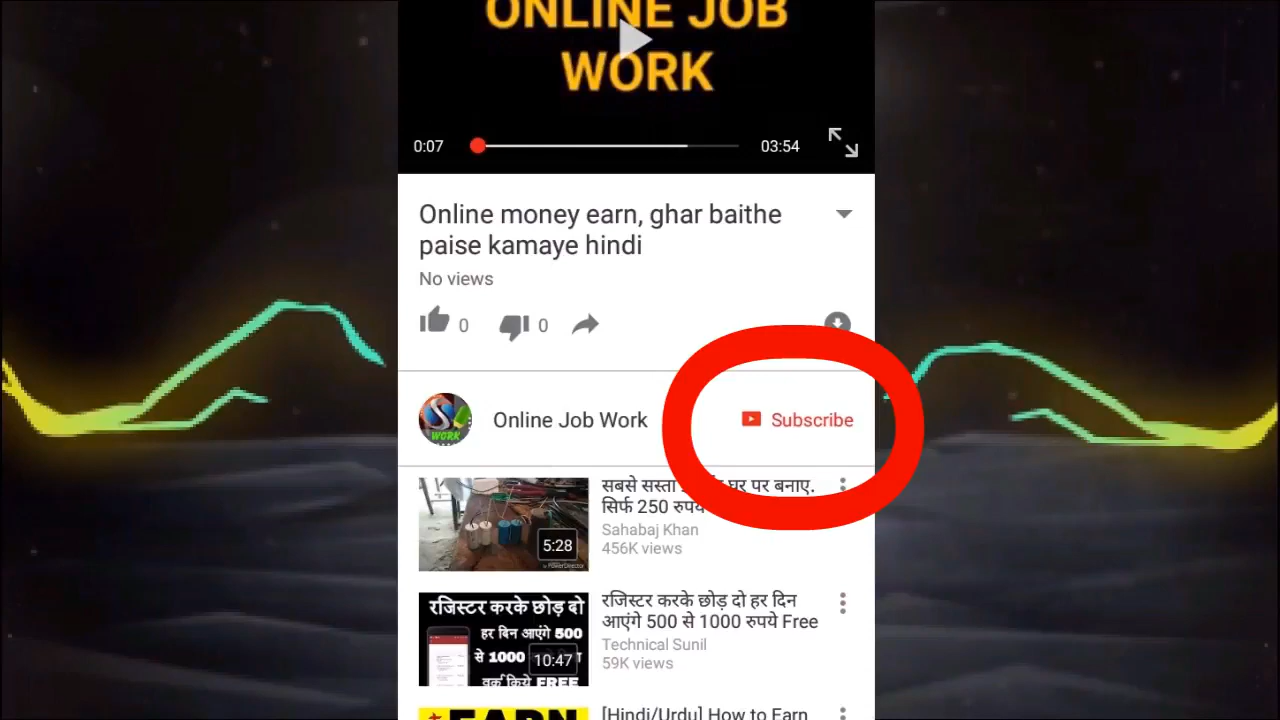 ONLINE JOB
WORK
0:07
03:54
Online money earn, ghar baithe
paise kamaye hindi
No views
0
0
WORK
Online Job Work
Subscribe
5:28
सबसे सस्ता घर पर बनाए.
सिर्फ 250 रुपये
Sahabaj Khan
456K views
रजिस्टर करके छोड़ दो
हर दिन आएंगे 500
से 1000
10:47
वर्क किये FREE
रजिस्टर करके छोड़ दो हर दिन
आएंगे 500 से 1000 रुपये Free
Technical Sunil
59K views
EARN
[Hindi/Urdu] How to Earn